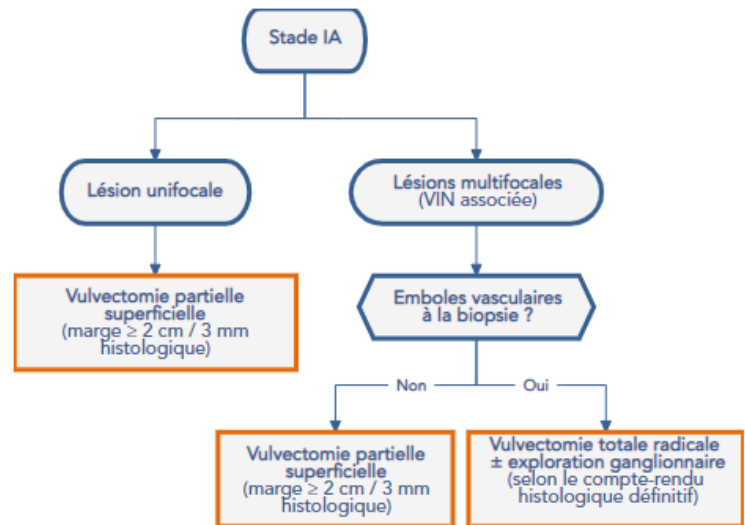 Stade IA
Lésion unifocale
Lésions multifocales
(VIN associée)
Vulvectomie partielle
superficielle
(marge ≥ 2 cm / 3 mm
histologique)
Emboles vasculaires
à la biopsie ?
Non
Oui
Vulvectomie partielle
superficielle
(marge ≥ 2 cm / 3 mm
histologique)
Vulvectomie totale radicale
± exploration ganglionnaire
(selon le compte-rendu
histologique définitif)